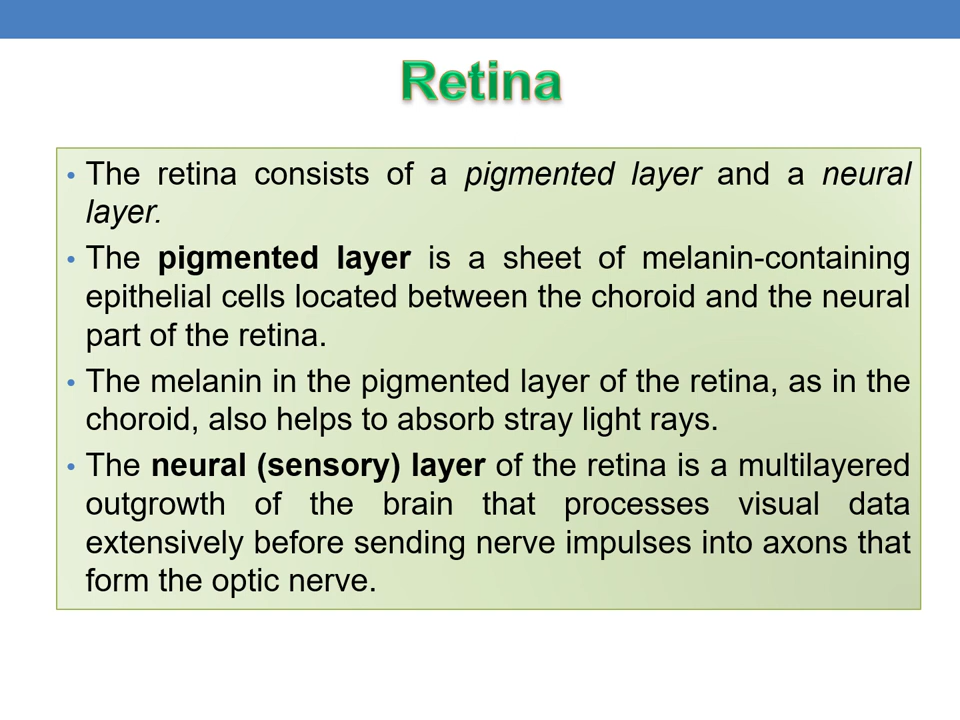 Retina
• The retina consists of a pigmented layer and a neural
layer.
• The pigmented layer is a sheet of melanin-containing
epithelial cells located between the choroid and the neural
part of the retina.
• The melanin in the pigmented layer of the retina, as in the
choroid, also helps to absorb stray light rays.
• The neural (sensory) layer of the retina is a multilayered
outgrowth of the brain that processes visual data
extensively before sending nerve impulses into axons that
form the optic nerve.